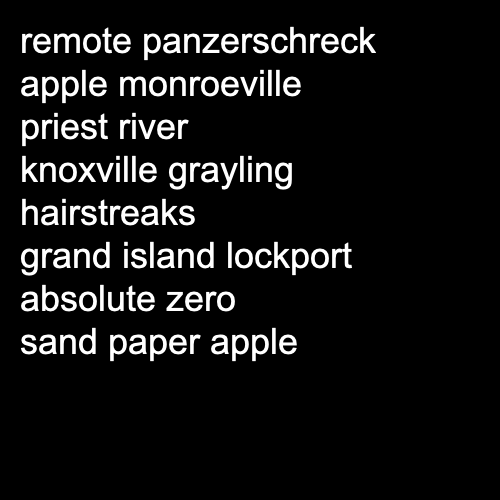 remote panzerschreck
apple monroeville
priest river
knoxville grayling
hairstreaks
grand island lockport
absolute zero
sand paper apple